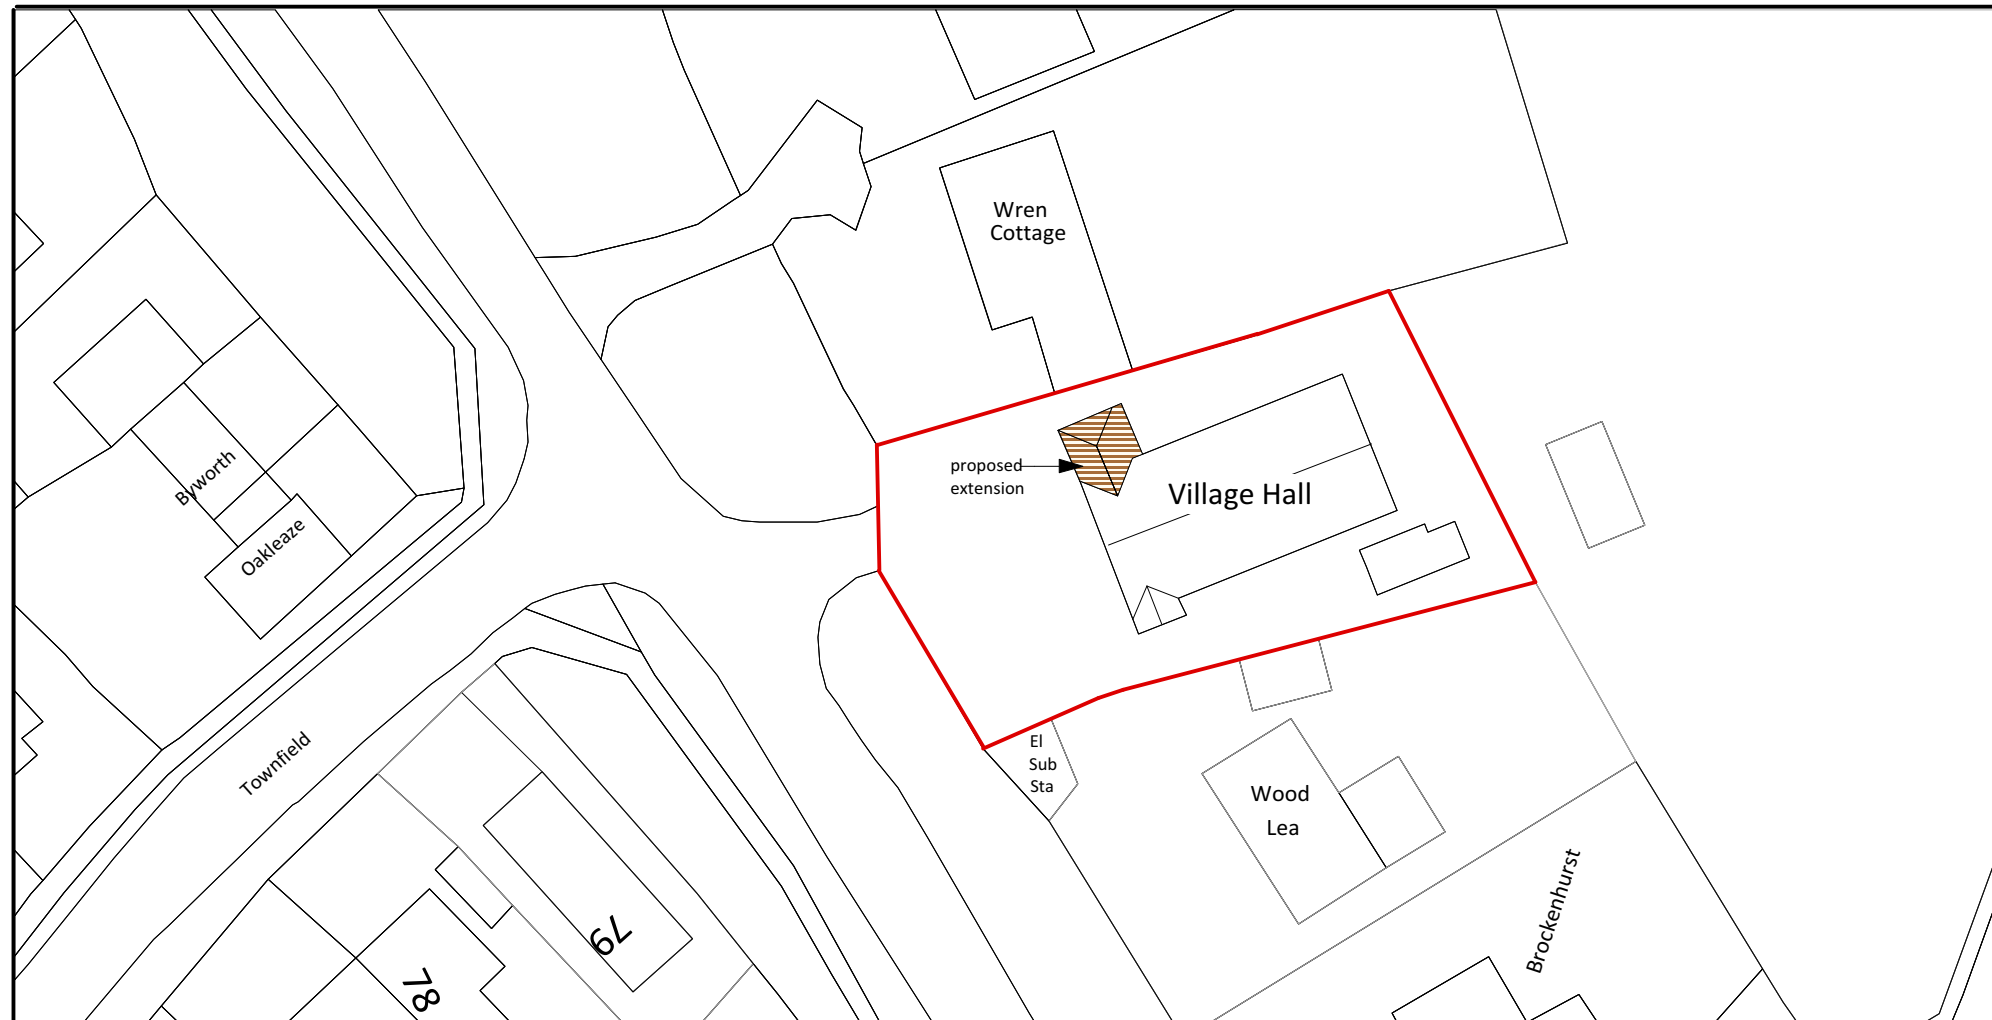 Wren
Cottage
proposed
extension
Village Hall
Byworth
Oakleaze
Townfield
El
Sub
Sta
Wood
Lea
Brockenhurst
79
78